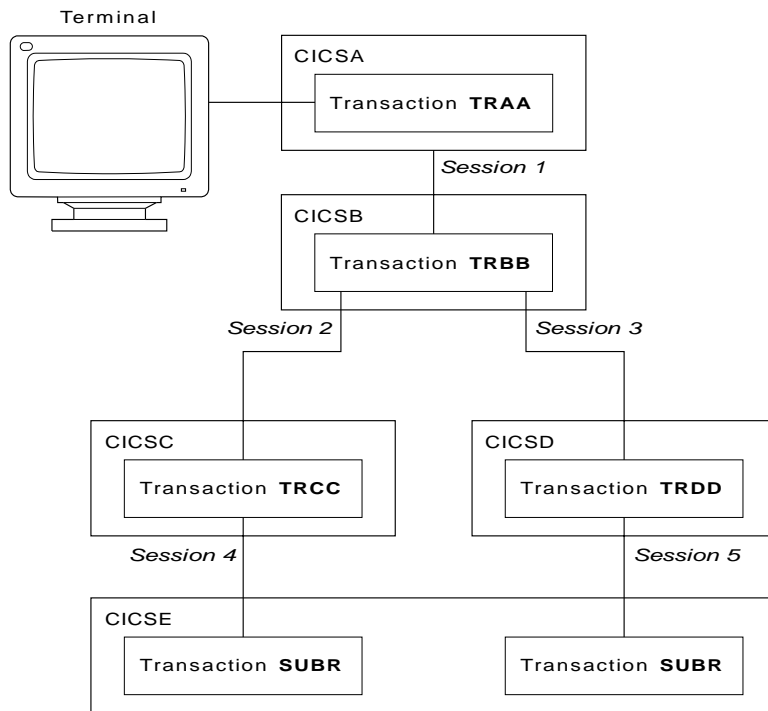 Terminal
CICSA
Transaction TRAA
Session 1
CICSB
Transaction TRBB
Session 2
Session 3
CICSC
Transaction TRCC
CICSD
Transaction TRDD
Session 4
Session 5
CICSE
Transaction SUBR
Transaction SUBR